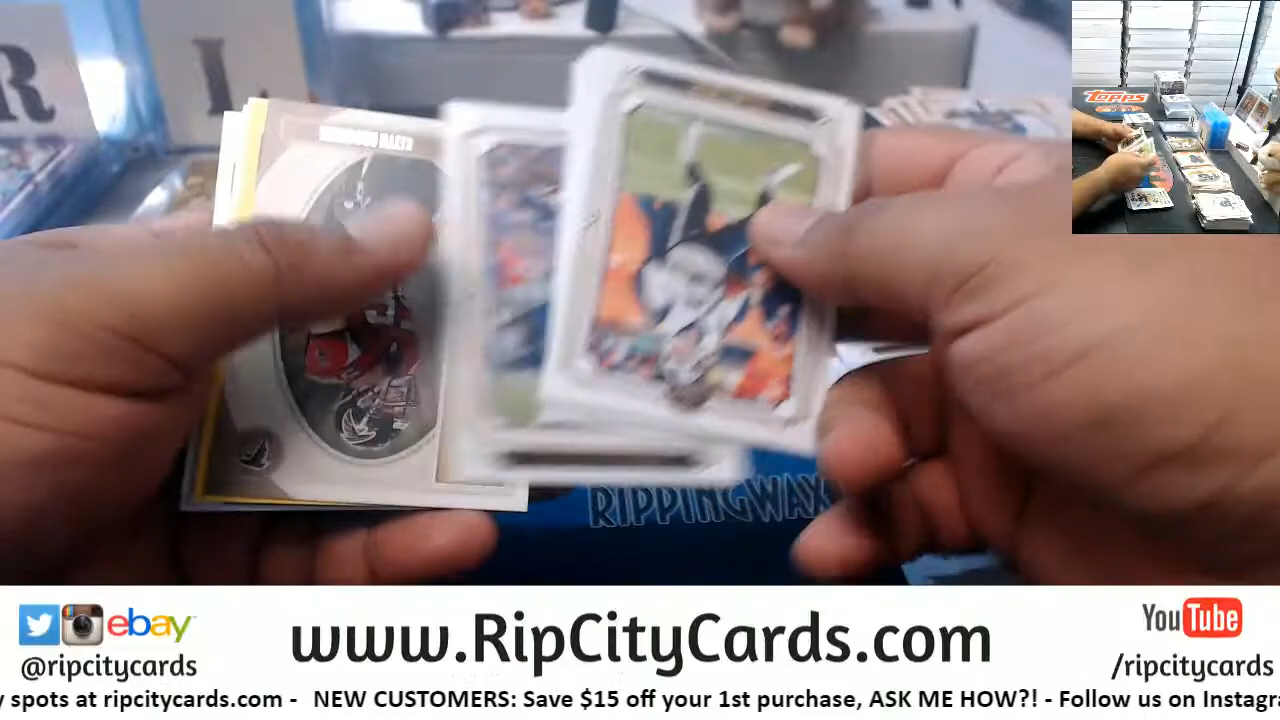 R
I.
Topps
RIPPINGWAX
ebay
www.RipCityCards.com
YouTube
@ripcitycards
/ripcitycards
y spots at ripcitycards.com - NEW CUSTOMERS: Save $15 off your 1st purchase, ASK ME HOW?! - Follow us on Instagra